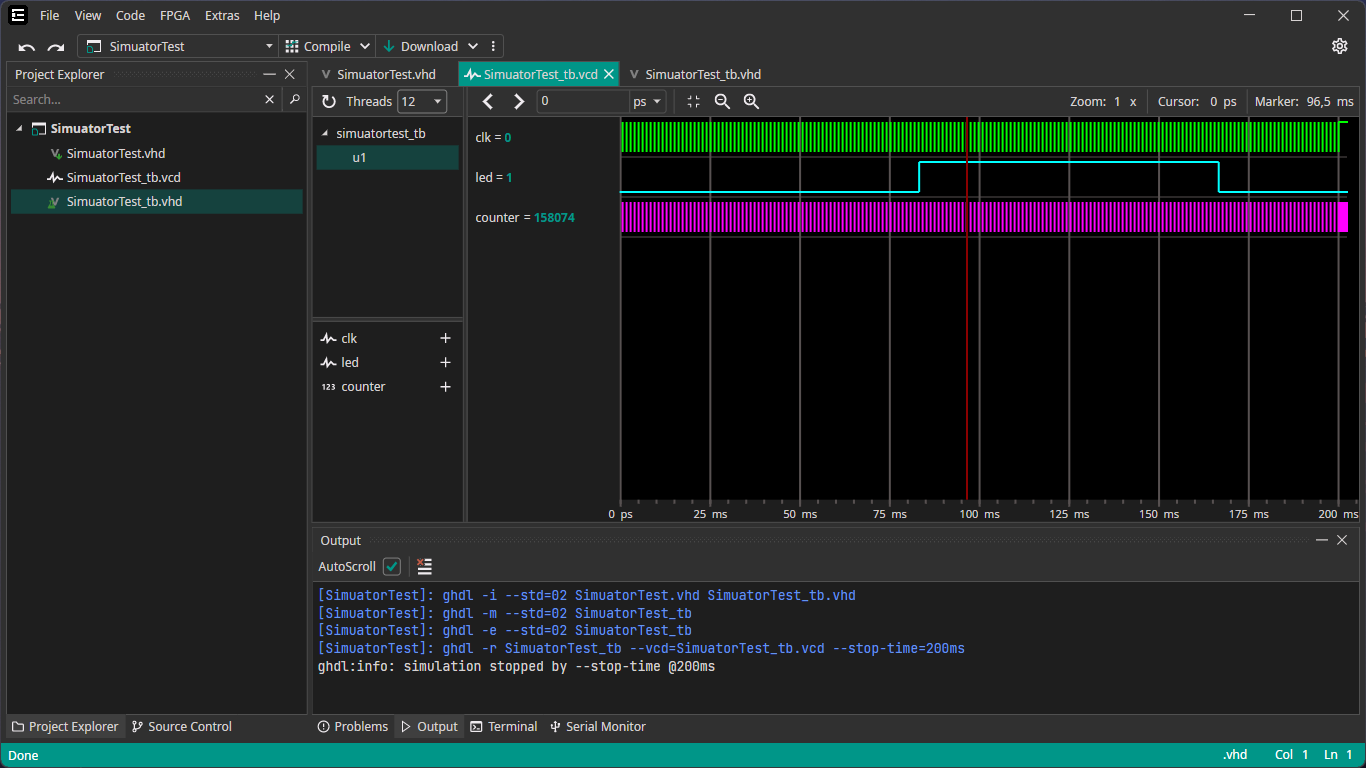 File View Code FPGA Extras Help
SimuatorTest Compile Download
Project Explorer
Search...
SimuatorTest
SimuatorTest.vhd
SimuatorTest_tb.vcd
SimuatorTest_tb.vhd
SimuatorTest.vhd SimuatorTest_tb.vcd SimuatorTest_tb.vhd
Threads 12
0 ps
Zoom: 1 x Cursor: 0 ps Marker: 96,5 ms
simuatortest_tb
u1
clk = 0
led = 1
counter = 158074
clk +
led +
123 counter +
0 ps 25 ms 50 ms 75 ms 100 ms 125 ms 150 ms 175 ms 200 ms
Output
AutoScroll
[SimuatorTest]: ghdl -i --std=02 SimuatorTest.vhd SimuatorTest_tb.vhd
[SimuatorTest]: ghdl -m --std=02 SimuatorTest_tb
[SimuatorTest]: ghdl -e --std=02 SimuatorTest_tb
[SimuatorTest]: ghdl -r SimuatorTest_tb --vcd=SimuatorTest_tb.vcd --stop-time=200ms
ghdl:info: simulation stopped by --stop-time @200ms
Project Explorer Source Control
Problems Output Terminal Serial Monitor
Done .vhd Col 1 Ln 1